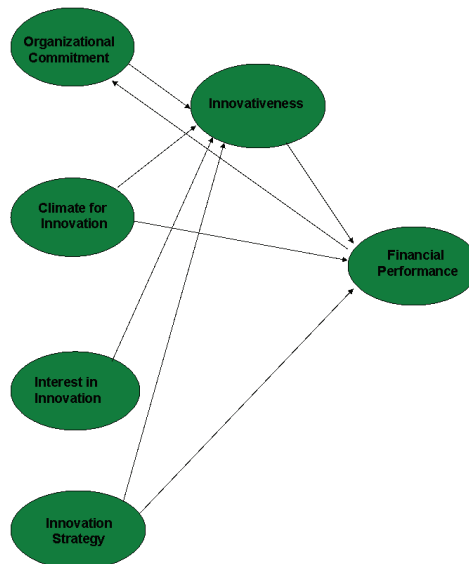 Organizational
Commitment
Innovativeness
Climate for
Innovation
Financial
Performance
Interest in
Innovation
Innovation
Strategy